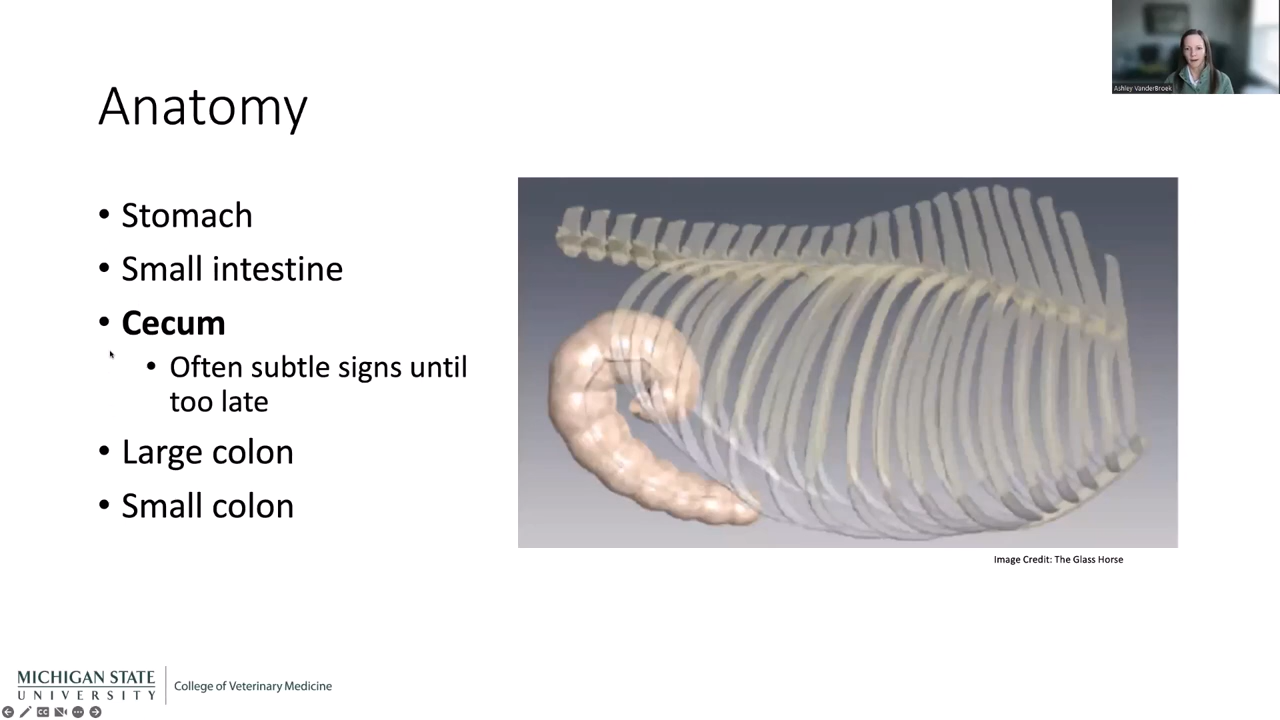 Ashley VanderBroek
Anatomy
• Stomach
• Small intestine
• Cecum
• Often subtle signs until
too late
• Large colon
• Small colon
Image Credit: The Glass Horse
MICHIGAN STATE
UNIVERSITY
College of Veterinary Medicine
CC